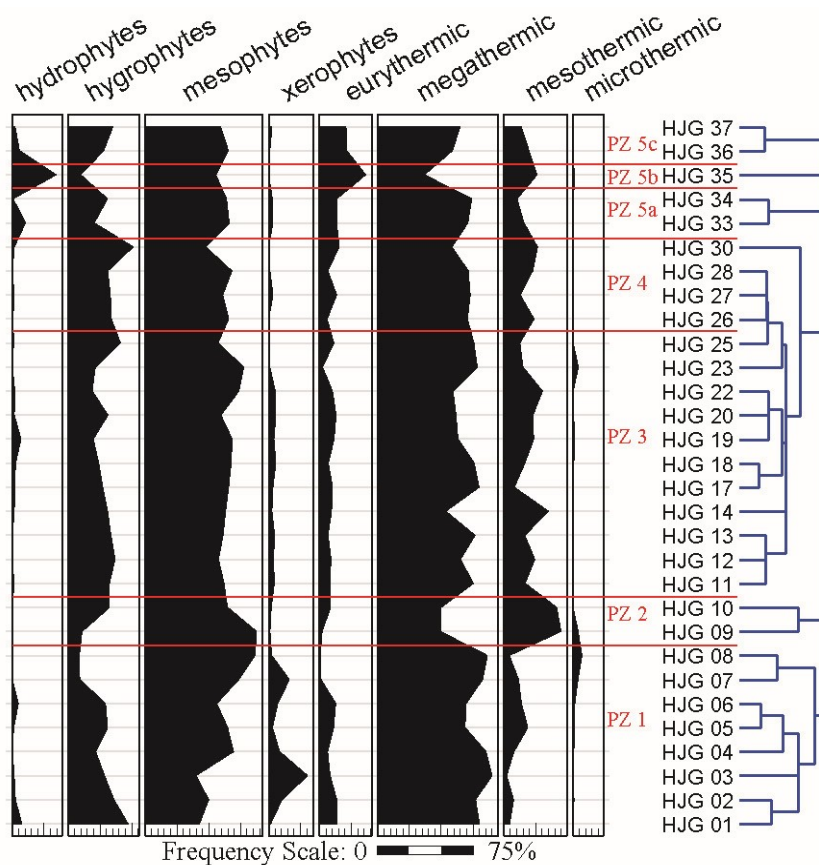 hydrophytes
hygrophytes
mesophytes
xerophytes
eurythermic
megathermic
mesothermic
microthermic
HJG 37
PZ 5c
HJG 36
PZ 5b
HJG 35
HJG 34
PZ 5a
HJG 33
HJG 30
HJG 28
PZ 4
HJG 27
HJG 26
HJG 25
HJG 23
HJG 22
HJG 20
PZ 3
HJG 19
HJG 18
HJG 17
HJG 14
HJG 13
HJG 12
HJG 11
HJG 10
PZ 2
HJG 09
HJG 08
HJG 07
HJG 06
PZ 1
HJG 05
HJG 04
HJG 03
HJG 02
HJG 01
Frequency Scale: 0 75%